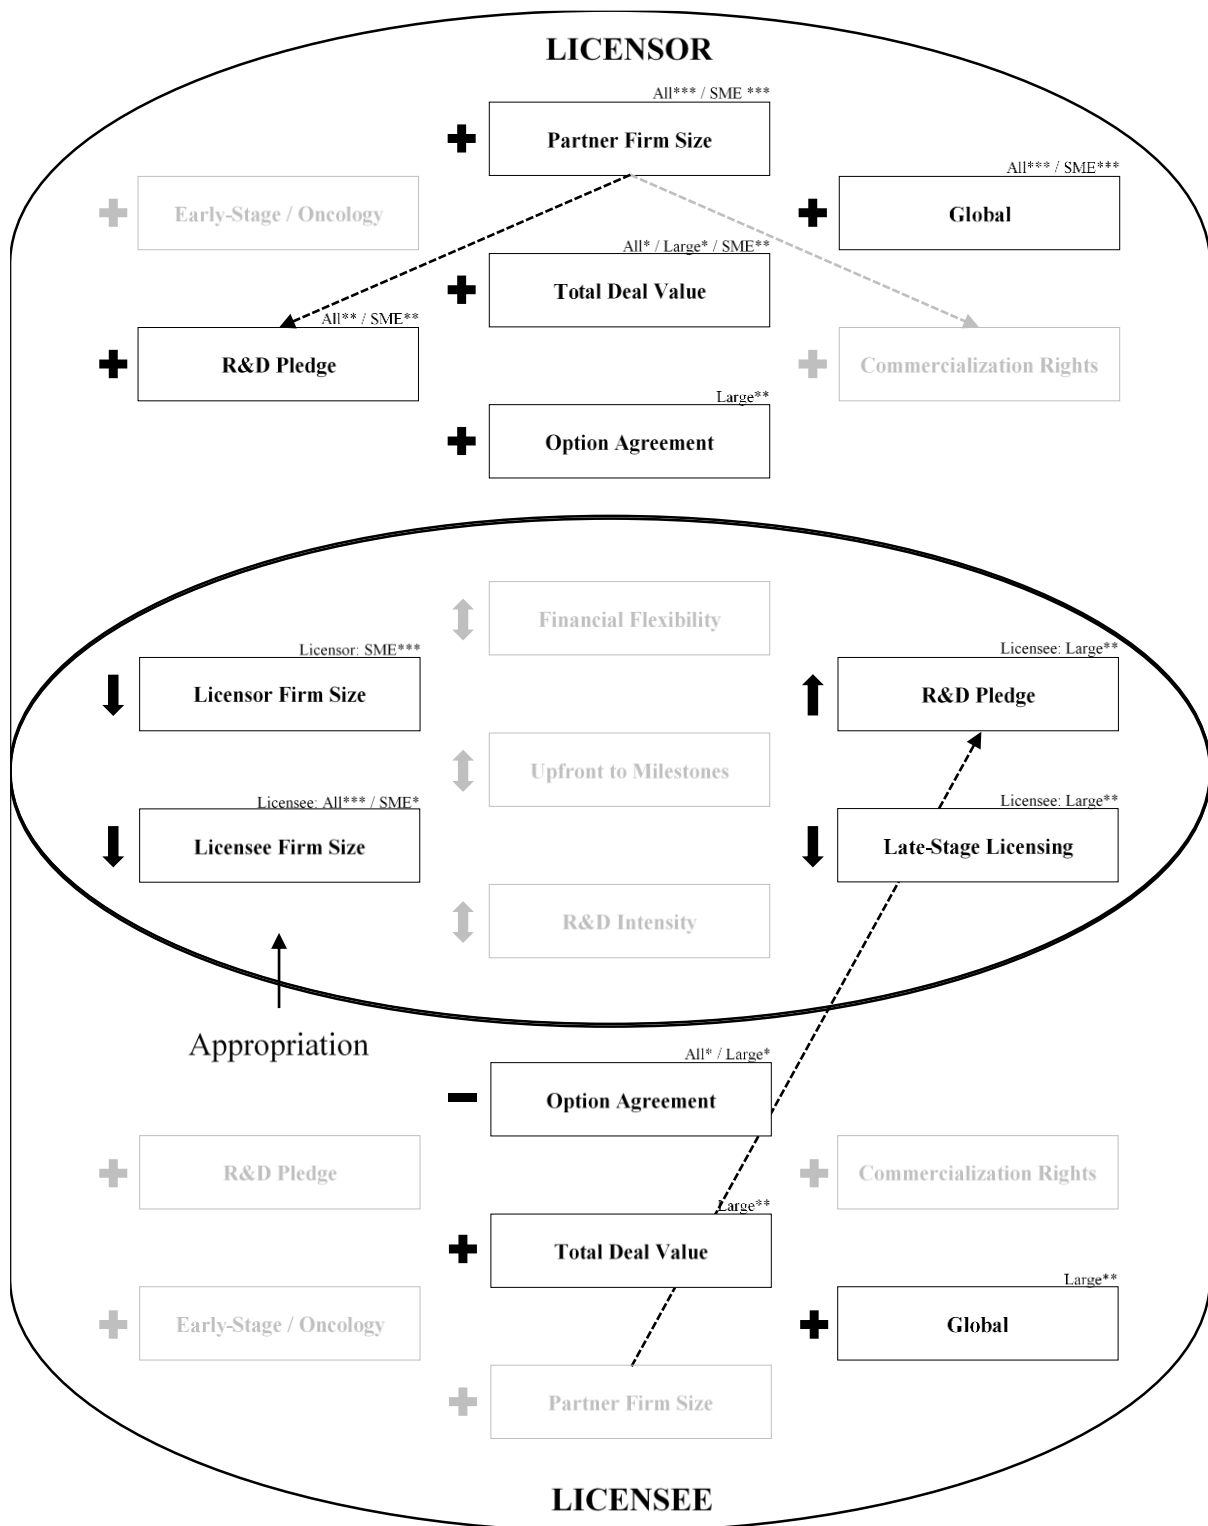 LICENSOR
All*** / SME ***
Partner Firm Size
All*** / SME***
Early-Stage / Oncology
Global
All* / Large* / SME**
Total Deal Value
All** / SME**
R&D Pledge
Commercialization Rights
Large**
Option Agreement
Financial Flexibility
Licensor: SME***
Licensee: Large**
Licensor Firm Size
R&D Pledge
Upfront to Milestones
Licensee: All*** / SME*
Licensee: Large**
Licensee Firm Size
Late-Stage Licensing
R&D Intensity
Appropriation
All* / Large*
Option Agreement
R&D Pledge
Commercialization Rights
Large**
Total Deal Value
Large**
Early-Stage / Oncology
Global
Partner Firm Size
LICENSEE